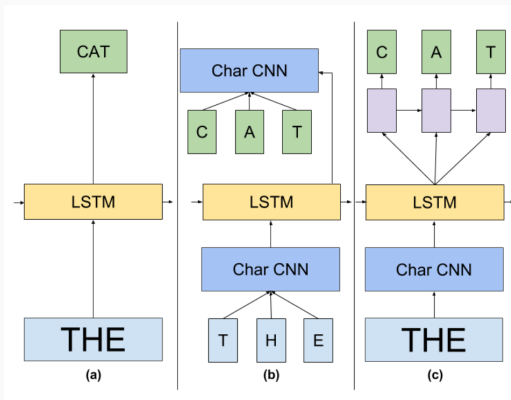 CAT
LSTM
THE
(a)
Char CNN
C A T
LSTM
Char CNN
T H E
(b)
C A T
LSTM
Char CNN
THE
(c)